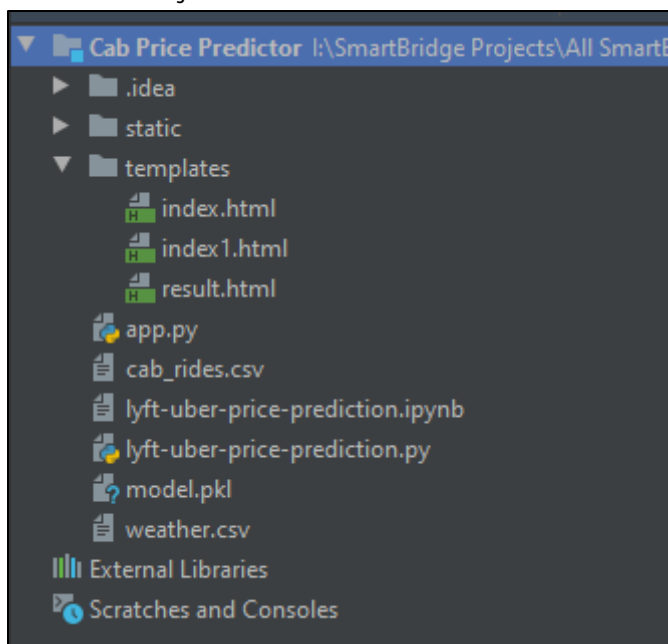 Cab Price Predictor I:\SmartBridge Projects\All SmartB
.idea
static
templates
index.html
index1.html
result.html
app.py
cab_rides.csv
lyft-uber-price-prediction.ipynb
lyft-uber-price-prediction.py
model.pkl
weather.csv
External Libraries
Scratches and Consoles